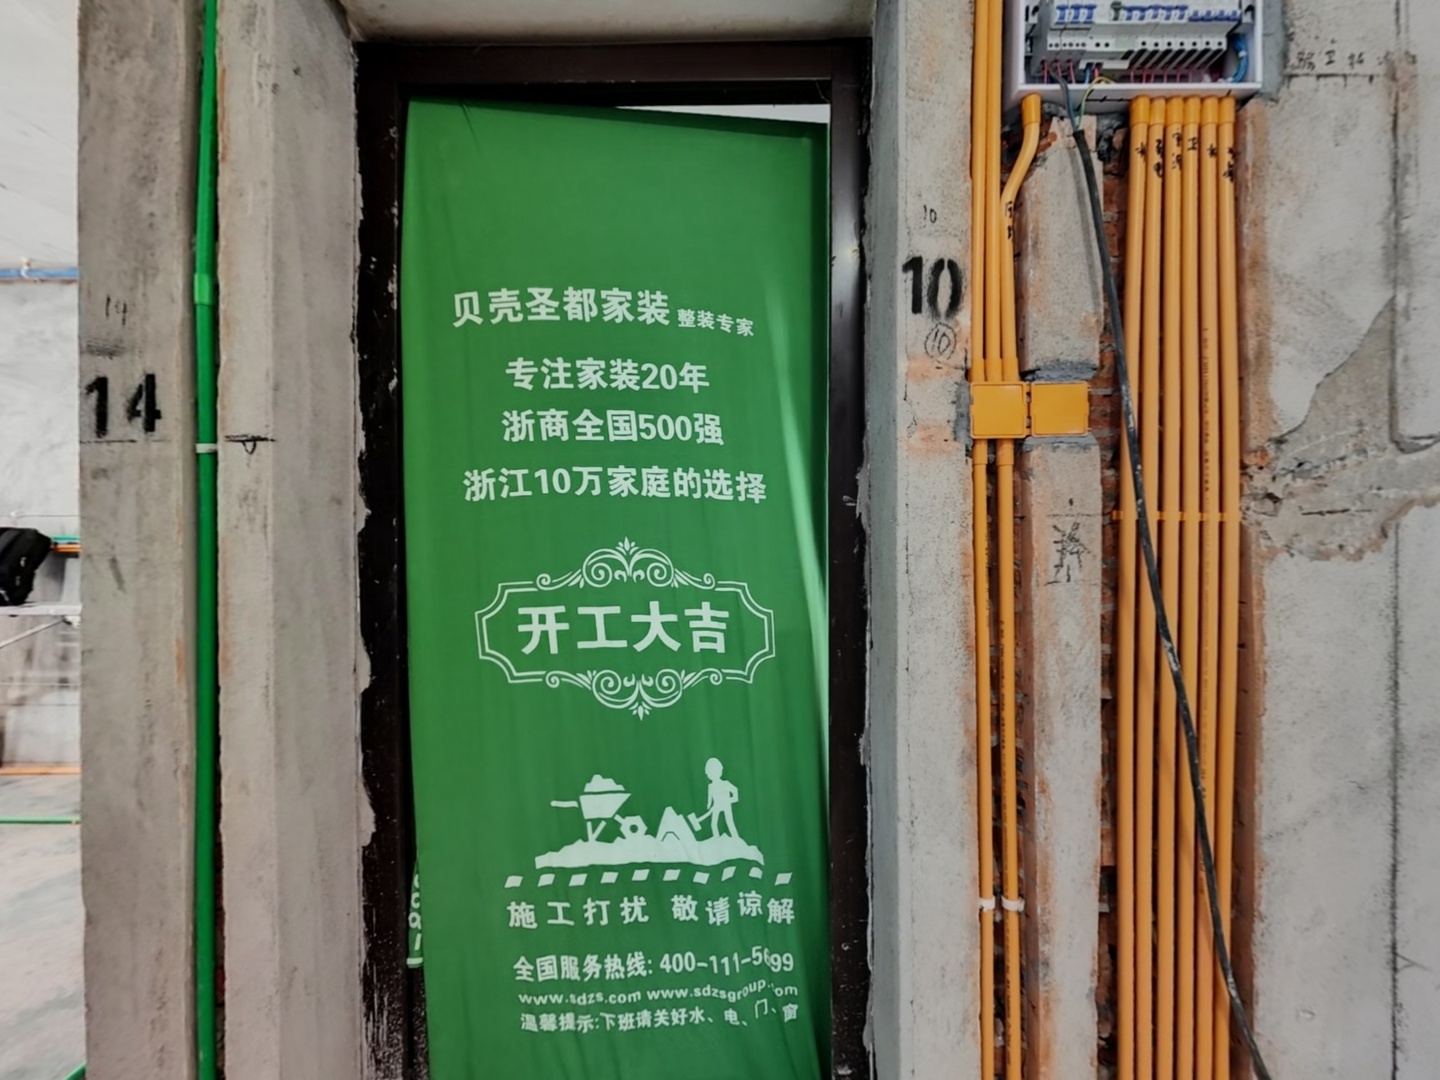 贝壳圣都家装 整装专家
专注家装20年
浙商全国500强
浙江10万家庭的选择
开工大吉
施工打扰 敬请谅解
全国服务热线: 400-111-5699
www.sdzs.com www.sdzsgroup.com
温馨提示:下班请关好水、电、门、窗
14
14
10
10
10